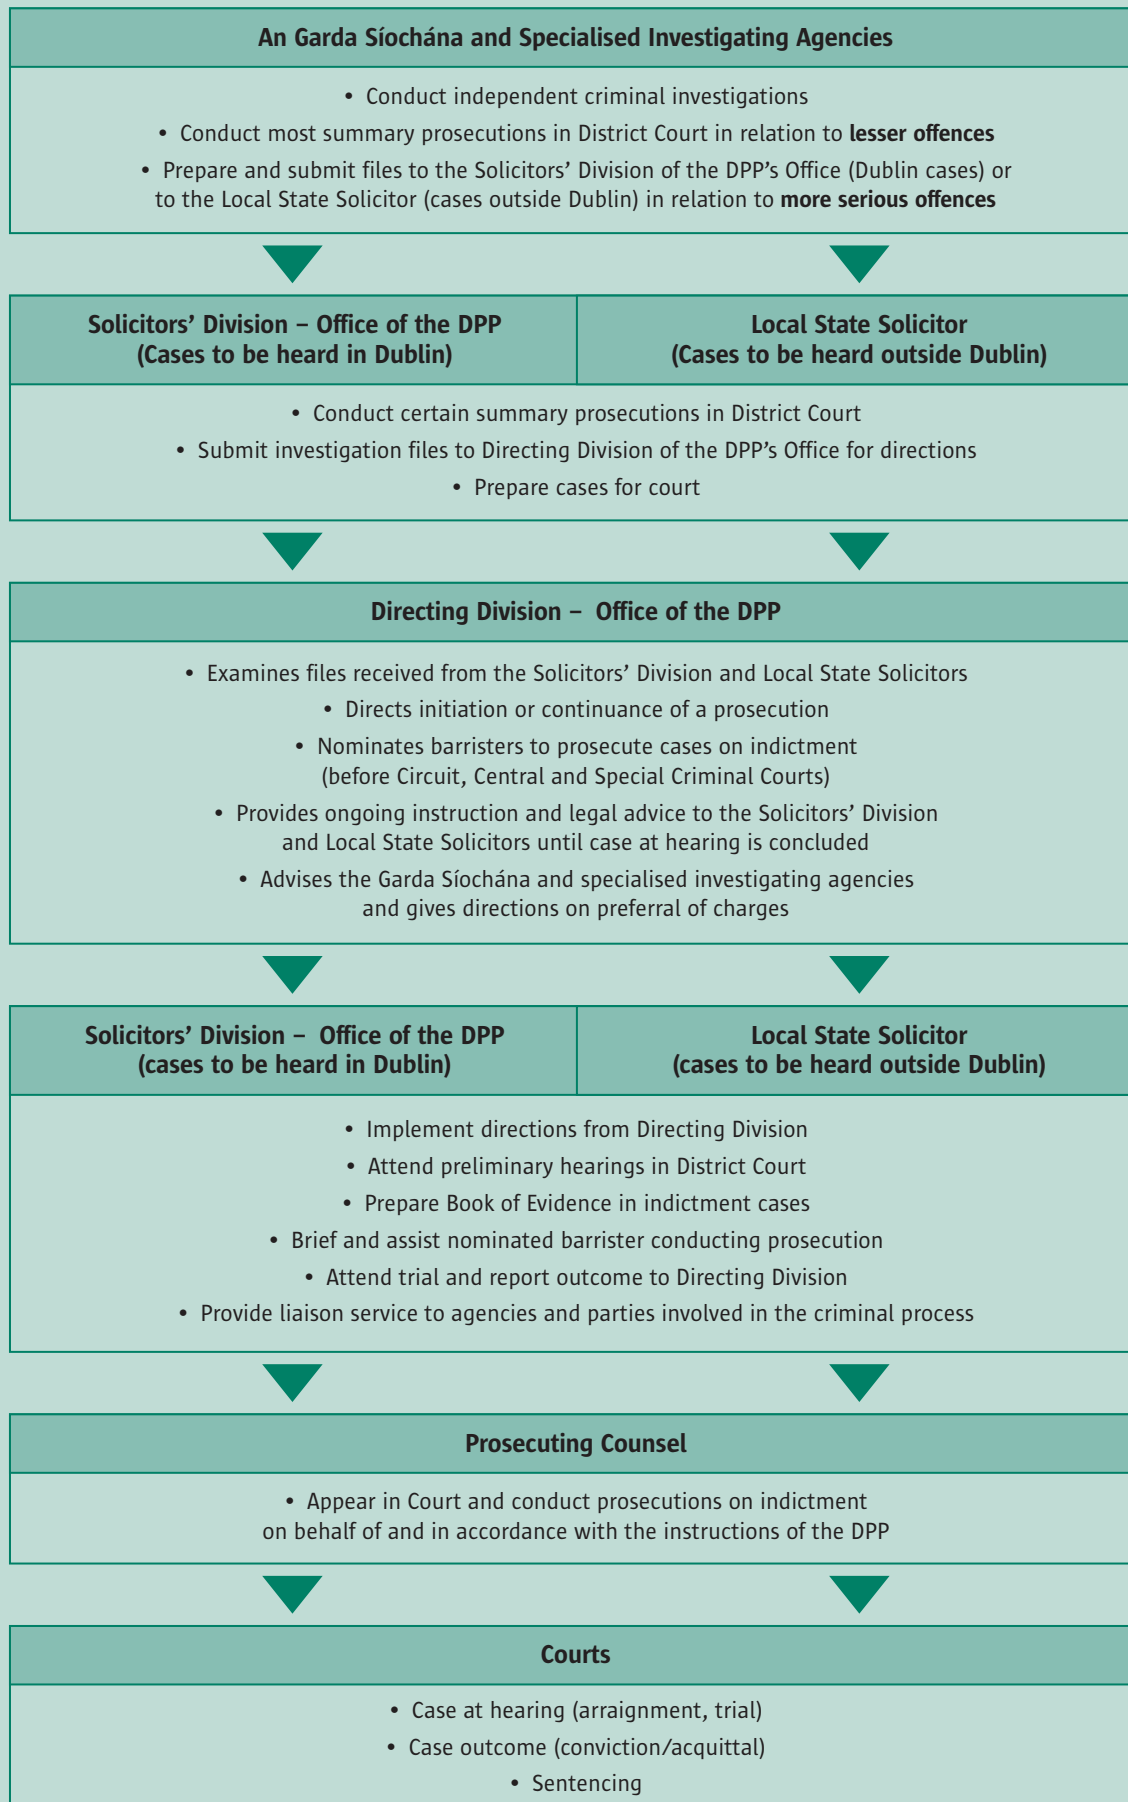 An Garda Síochána and Specialised Investigating Agencies
• Conduct independent criminal investigations
• Conduct most summary prosecutions in District Court in relation to lesser offences
• Prepare and submit files to the Solicitors’ Division of the DPP’s Office (Dublin cases) or
to the Local State Solicitor (cases outside Dublin) in relation to more serious offences
Solicitors’ Division – Office of the DPP
(Cases to be heard in Dublin)
Local State Solicitor
(Cases to be heard outside Dublin)
• Conduct certain summary prosecutions in District Court
• Submit investigation files to Directing Division of the DPP’s Office for directions
• Prepare cases for court
Directing Division – Office of the DPP
• Examines files received from the Solicitors’ Division and Local State Solicitors
• Directs initiation or continuance of a prosecution
• Nominates barristers to prosecute cases on indictment
(before Circuit, Central and Special Criminal Courts)
• Provides ongoing instruction and legal advice to the Solicitors’ Division
and Local State Solicitors until case at hearing is concluded
• Advises the Garda Síochána and specialised investigating agencies
and gives directions on preferral of charges
Solicitors’ Division – Office of the DPP
(cases to be heard in Dublin)
Local State Solicitor
(cases to be heard outside Dublin)
• Implement directions from Directing Division
• Attend preliminary hearings in District Court
• Prepare Book of Evidence in indictment cases
• Brief and assist nominated barrister conducting prosecution
• Attend trial and report outcome to Directing Division
• Provide liaison service to agencies and parties involved in the criminal process
Prosecuting Counsel
• Appear in Court and conduct prosecutions on indictment
on behalf of and in accordance with the instructions of the DPP
Courts
• Case at hearing (arraignment, trial)
• Case outcome (conviction/acquittal)
• Sentencing